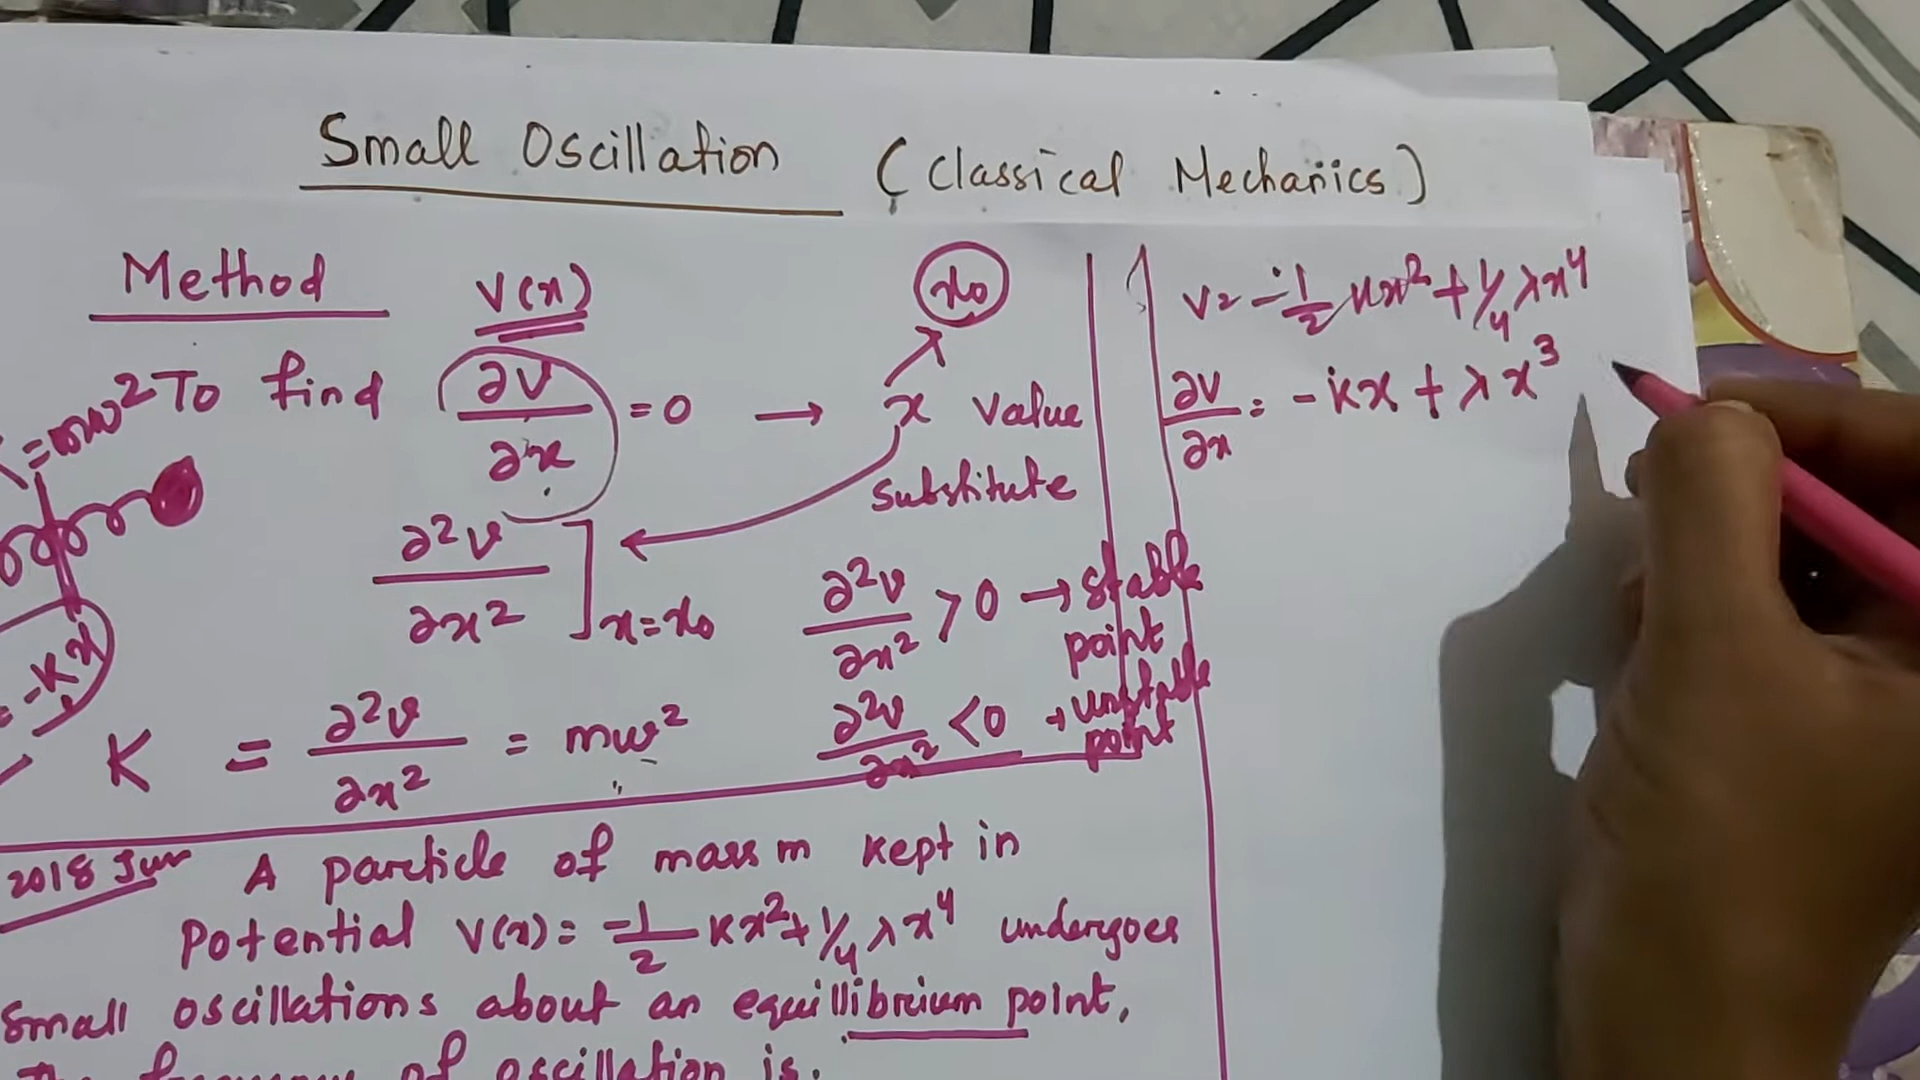 Small Oscillation (Classical Mechanics)
Method
V(x)
To find ∂V/∂x = 0 → x value
x₀
substitute
= mω²
∂²V/∂x² ]x=x₀
∂²V/∂x² > 0 → stable point
∂²V/∂x² < 0 → unstable point
= -Kx
K = ∂²V/∂x² = mω²
V = -1/2 Kx² + 1/4 λx⁴
∂V/∂x = -Kx + λx³
2018 Jun A particle of mass m kept in
Potential V(x) = -1/2 Kx² + 1/4 λx⁴ undergoes
Small oscillations about an equillibrium point,
of oscillation is.